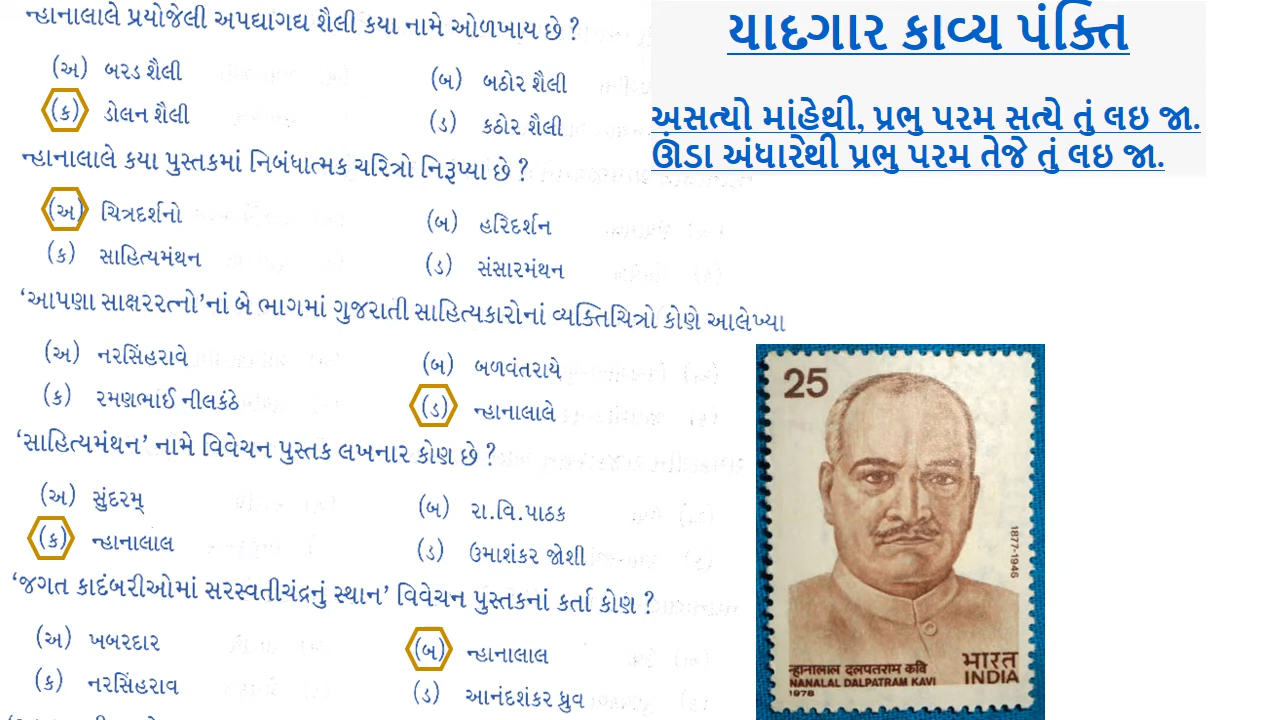 ન્હાનાલાલે પ્રયોજેલી અપદ્યાગદ્ય શૈલી કયા નામે ઓળખાય છે ?
(અ) બરડ શૈલી
(બ) બઠોર શૈલી
(ક) ડોલન શૈલી
(ડ) કઠોર શૈલી
ન્હાનાલાલે કયા પુસ્તકમાં નિબંધાત્મક ચરિત્રો નિરૂપ્યા છે ?
(અ) ચિત્રદર્શનો
(બ) હરિદર્શન
(ક) સાહિત્યમંથન
(ડ) સંસારમંથન
‘આપણા સાક્ષરરત્નો’નાં બે ભાગમાં ગુજરાતી સાહિત્યકારોનાં વ્યક્તિચિત્રો કોણે આલેખ્યા
(અ) નરસિંહરાવે
(બ) બળવંતરાયે
(ક) રમણભાઈ નીલકંઠે
(ડ) ન્હાનાલાલે
‘સાહિત્યમંથન’ નામે વિવેચન પુસ્તક લખનાર કોણ છે ?
(અ) સુંદરમ્
(બ) રા.વિ.પાઠક
(ક) ન્હાનાલાલ
(ડ) ઉમાશંકર જોશી
‘જગત કાદંબરીઓમાં સરસ્વતીચંદ્રનું સ્થાન’ વિવેચન પુસ્તકનાં કર્તા કોણ ?
(અ) ખબરદાર
(બ) ન્હાનાલાલ
(ક) નરસિંહરાવ
(ડ) આનંદશંકર ધ્રુવ
યાદગાર કાવ્ય પંક્તિ
અસત્યો માંહેથી, પ્રભુ પરમ સત્યે તું લઇ જા.
ઊંડા અંધારેથી પ્રભુ પરમ તેજે તું લઇ જા.
25
1877-1946
ન્હાનાલાલ દલપતરામ કવિ
NANALAL DALPATRAM KAVI
1978
भारत
INDIA